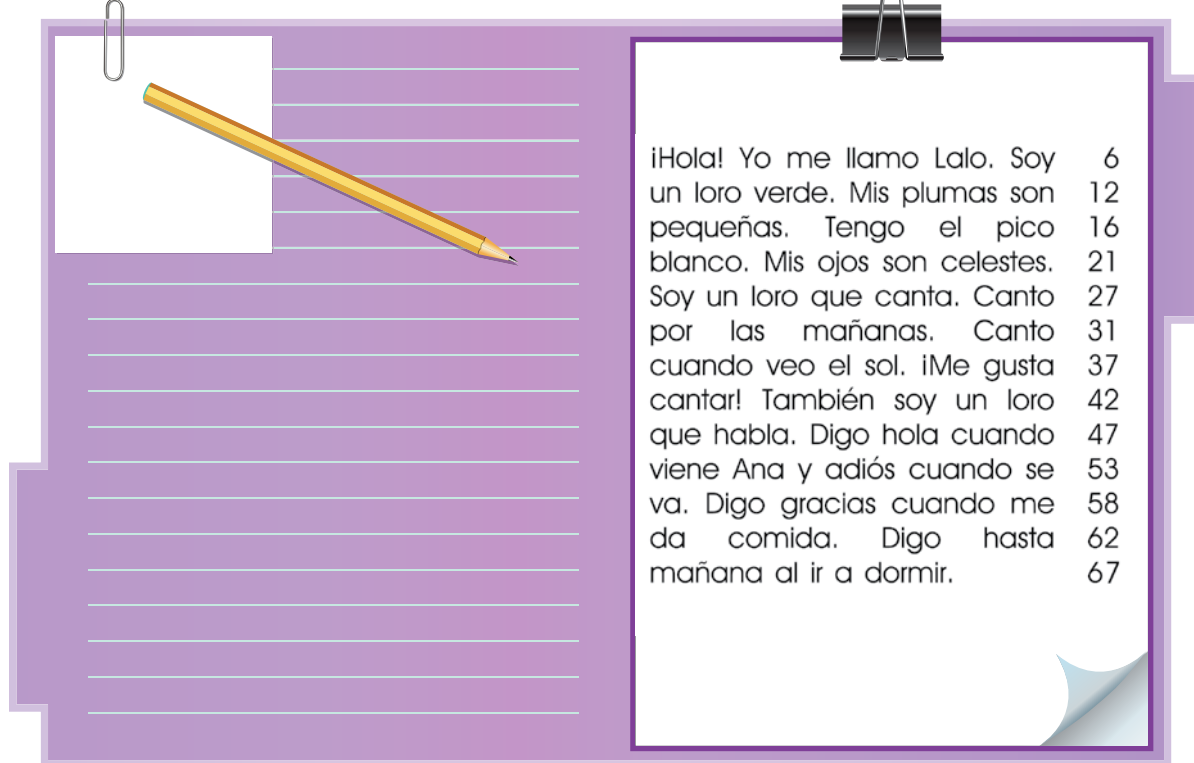 ¡Hola! Yo me llamo Lalo. Soy 6
un loro verde. Mis plumas son 12
pequeñas. Tengo el pico 16
blanco. Mis ojos son celestes. 21
Soy un loro que canta. Canto 27
por las mañanas. Canto 31
cuando veo el sol. ¡Me gusta 37
cantar! También soy un loro 42
que habla. Digo hola cuando 47
viene Ana y adiós cuando se 53
va. Digo gracias cuando me 58
da comida. Digo hasta 62
mañana al ir a dormir. 67